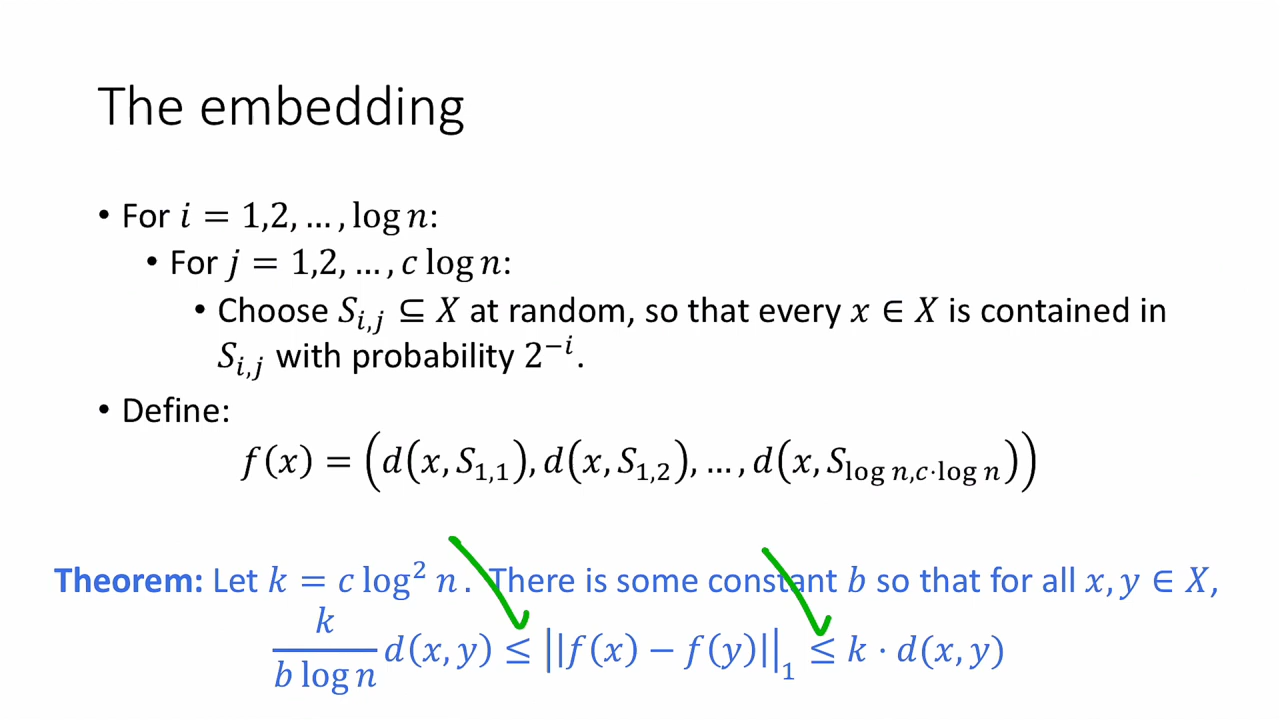 The embedding
• For 𝑖 = 1,2, … , log 𝑛:
• For 𝑗 = 1,2, … , 𝑐 log 𝑛:
• Choose 𝑆_{𝑖,𝑗} ⊆ 𝑋 at random, so that every 𝑥 ∈ 𝑋 is contained in
𝑆_{𝑖,𝑗} with probability 2^{−𝑖}.
• Define:
𝑓(𝑥) = (𝑑(𝑥, 𝑆_{1,1}), 𝑑(𝑥, 𝑆_{1,2}), … , 𝑑(𝑥, 𝑆_{log 𝑛,𝑐⋅log 𝑛}))
Theorem: Let 𝑘 = 𝑐 log² 𝑛 . There is some constant 𝑏 so that for all 𝑥, 𝑦 ∈ 𝑋,
\frac{𝑘}{𝑏 log 𝑛} 𝑑(𝑥, 𝑦) ≤ ||𝑓(𝑥) − 𝑓(𝑦)||_1 ≤ 𝑘 ⋅ 𝑑(𝑥, 𝑦)